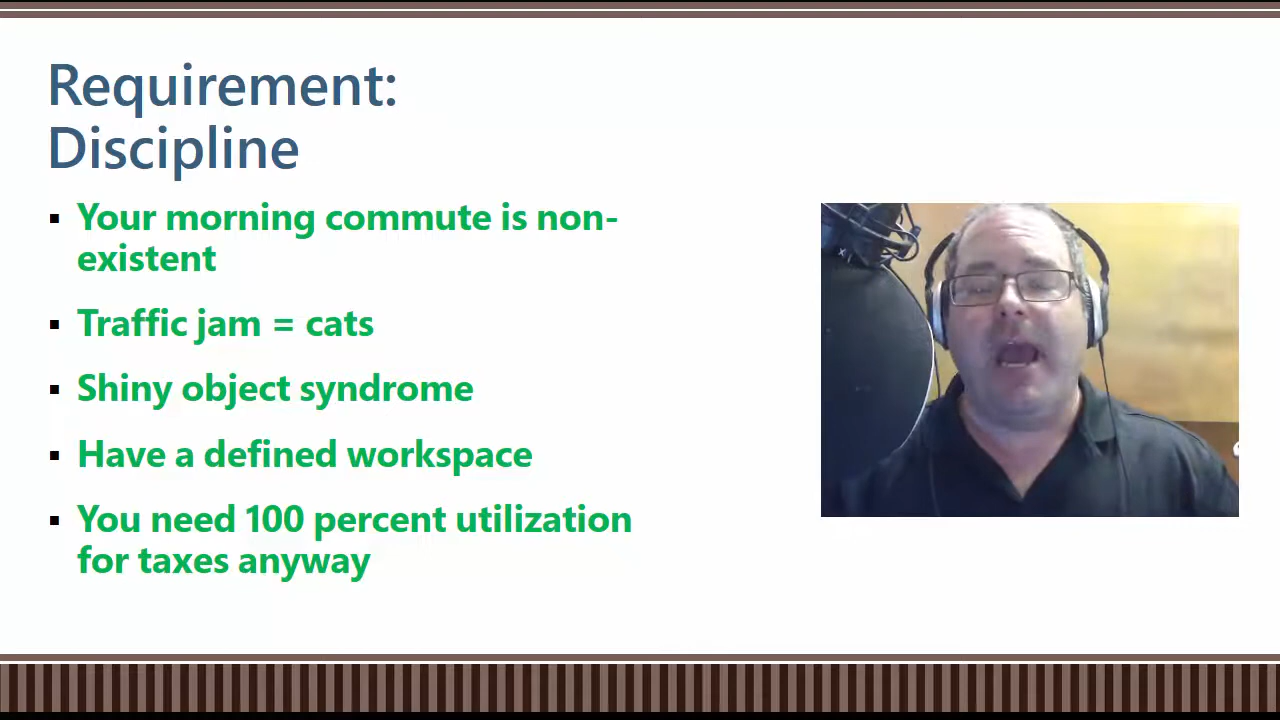 Requirement:
Discipline
Your morning commute is non-
existent
Traffic jam = cats
Shiny object syndrome
Have a defined workspace
You need 100 percent utilization
for taxes anyway